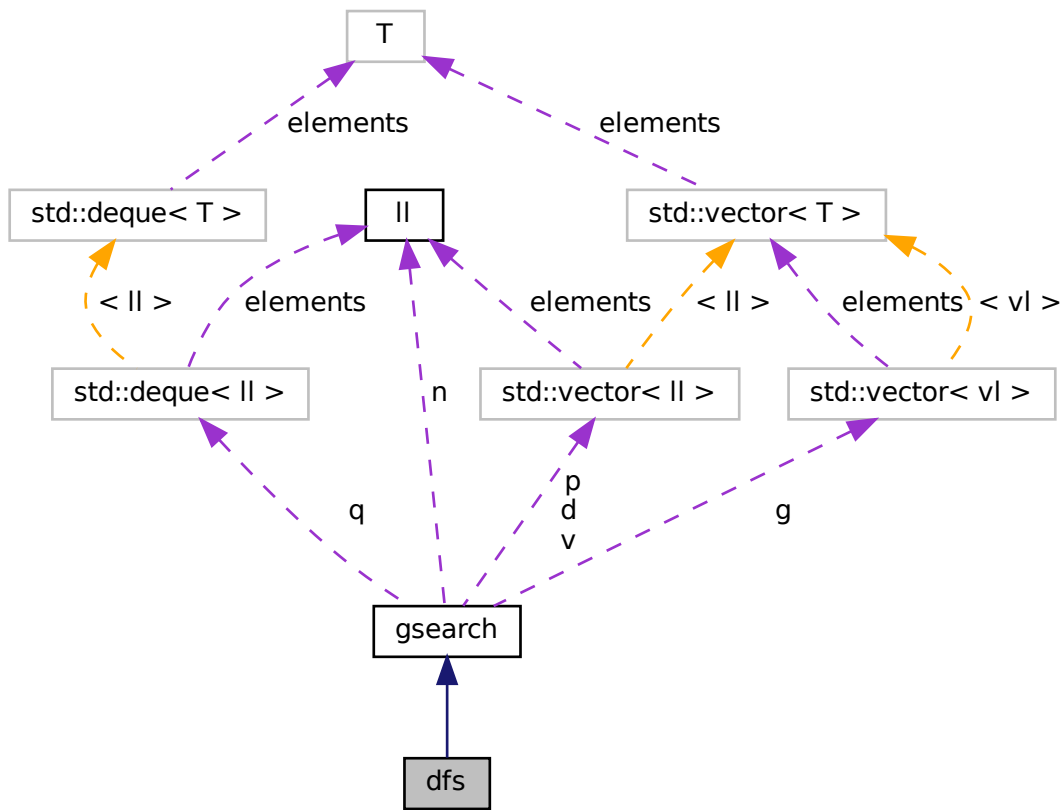 T
elements
elements
std::deque< T >
ll
std::vector< T >
< ll >
elements
elements
< ll >
elements
< vl >
std::deque< ll >
n
std::vector< ll >
std::vector< vl >
q
p
d
v
g
gsearch
dfs